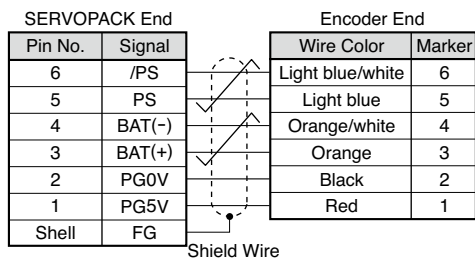 SERVOPACK End
Encoder End
Pin No. Signal Wire Color Marker
6 /PS Light blue/white 6
5 PS Light blue 5
4 BAT(-) Orange/white 4
3 BAT(+) Orange 3
2 PG0V Black 2
1 PG5V Red 1
Shell FG
Shield Wire